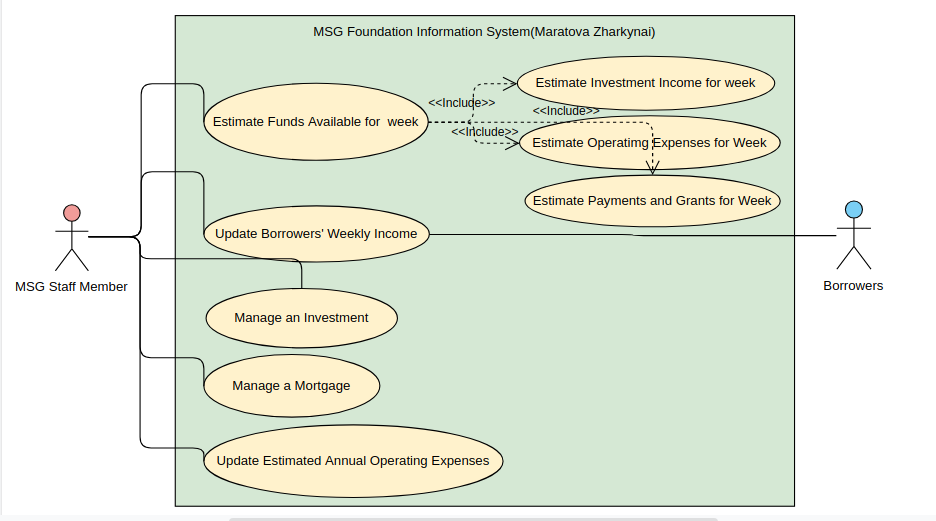 MSG Foundation Information System(Maratova Zharkynai)
Estimate Investment Income for week
<<Include>>
<<Include>>
Estimate Funds Available for week
<<Include>>
Estimate Operatimg Expenses for Week
Estimate Payments and Grants for Week
Update Borrowers' Weekly Income
MSG Staff Member
Borrowers
Manage an Investment
Manage a Mortgage
Update Estimated Annual Operating Expenses